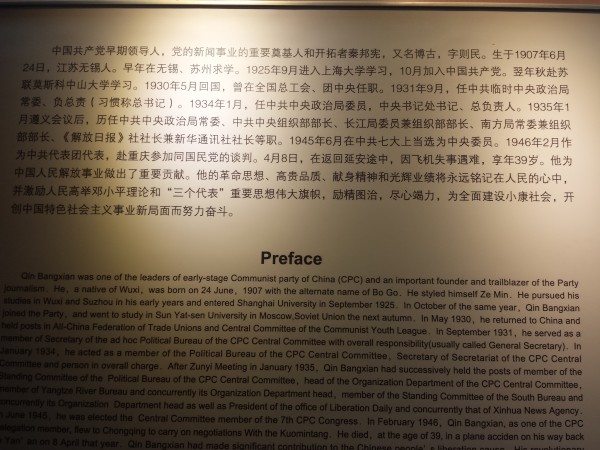 中国共产党早期领导人，党的新闻事业的重要奠基人和开拓者秦邦宪，又名博古，字则民。生于1907年6月
24日，江苏无锡人。早年在无锡、苏州求学。1925年9月进入上海大学学习，10月加入中国共产党。翌年秋赴苏
联莫斯科中山大学学习。1930年5月回国，曾在全国总工会、团中央任职。1931年9月，任中共临时中央政治局
常委、负总责（习惯称总书记）。1934年1月，任中共中央政治局委员，中央书记处书记、总负责人。1935年1
月遵义会议后，历任中共中央政治局常委、中共中央组织部部长、长江局委员兼组织部部长、南方局常委兼组织
部部长、《解放日报》社社长兼新华通讯社社长等职。1945年6月在中共七大上当选为中央委员。1946年2月作
为中共代表团代表，赴重庆参加同国民党的谈判。4月8日，在返回延安途中，因飞机失事遇难，享年39岁。他为
中国人民解放事业做出了重要贡献。他的革命思想、高贵品质、献身精神和光辉业绩将永远铭记在人民的心中，
并激励人民高举邓小平理论和“三个代表”重要思想伟大旗帜，励精图治，尽心竭力，为全面建设小康社会，开
创中国特色社会主义事业新局面而努力奋斗。
Preface
Qin Bangxian was one of the leaders of early-stage Communist party of China (CPC) and an important founder and trailblazer of the Party
journalism. He, a native of Wuxi, was born on 24 June, 1907 with the alternate name of Bo Go. He styled himself Ze Min. He pursued his
studies in Wuxi and Suzhou in his early years and entered Shanghai University in September 1925. In October of the same year, Qin Bangxian
joined the Party, and went to study in Sun Yat-sen University in Moscow,Soviet Union the next autumn. In May 1930, he returned to China and
held posts in All-China Federation of Trade Unions and Central Committee of the Communist Youth League. In September 1931, he served as a
member of Secretary of the ad hoc Political Bureau of the CPC Central Committee with overall responsibility(usually called General Secretary). In
January 1934, he acted as a member of the Political Bureau of the CPC Central Committee, Secretary of Secretariat of the CPC Central
Committee and person in overall charge. After Zunyi Meeting in January 1935, Qin Bangxian had successively held the posts of member of the
Standing Committee of the Political Bureau of the CPC Central Committee, head of the Organization Department of the CPC Central Committee,
member of Yangtze River Bureau and concurrently its Organization Department head, member of the Standing Committee of the South Bureau and
concurrently its Organization Department head as well as President of the office of Liberation Daily and concurrently that of Xinhua News Agency.
June 1945, he was elected the Central Committee member of the 7th CPC Congress. In February 1946, Qin Bangxian, as one of the CPC
delegation member, flew to Chongqing to carry on negotiations With the Kuomintang. He died, at the age of 39, in a plane acciden on his way back
Yan' an on 8 April that year. Qin Bangxian had made significant contribution to the Chinese people' s liberation cause. His revolutionary